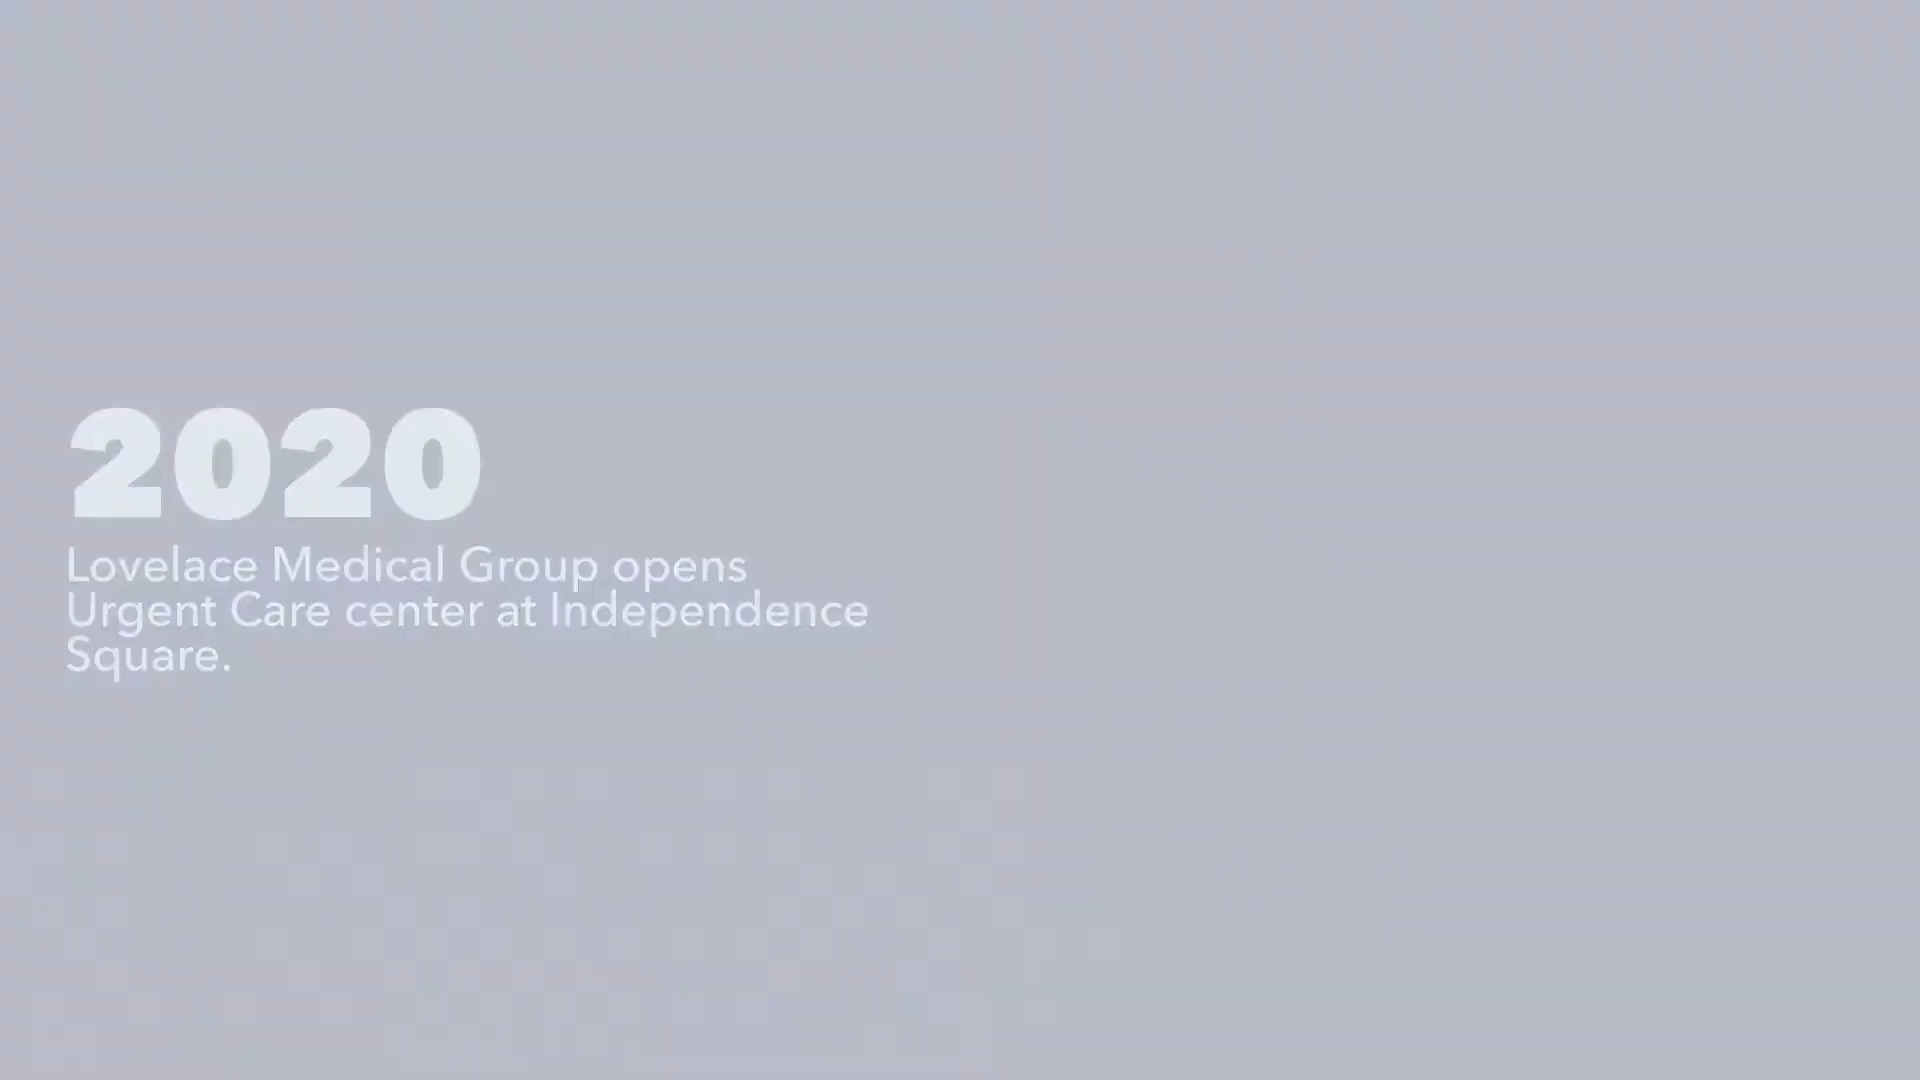 2020
Lovelace Medical Group opens
Urgent Care center at Independence
Square.